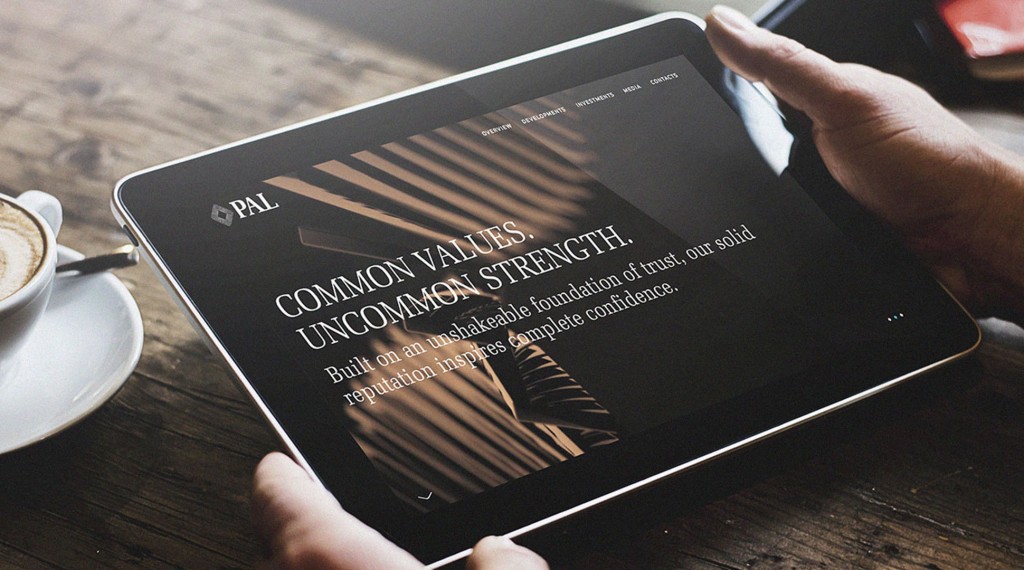 OVERVIEW DEVELOPMENTS INVESTMENTS MEDIA CONTACTS
PAL
COMMON VALUES.
UNCOMMON STRENGTH.
Built on an unshakeable foundation of trust, our solid
reputation inspires complete confidence.